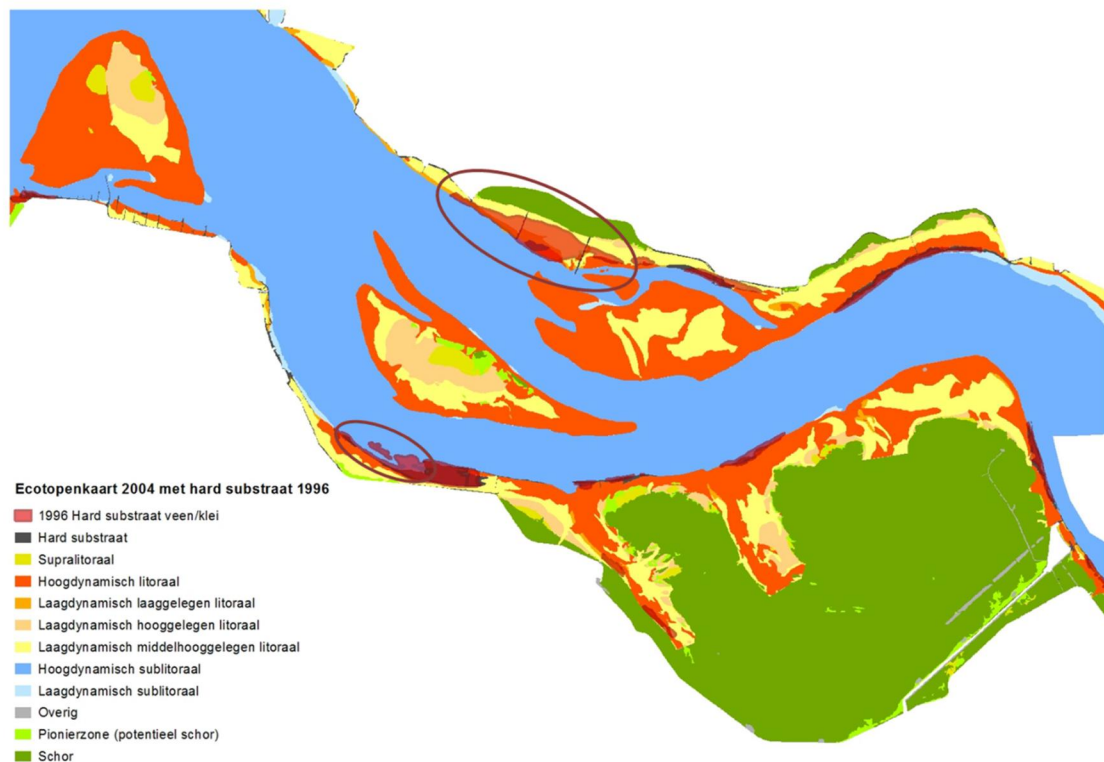 Ecotopenkaart 2004 met hard substraat 1996
1996 Hard substraat veen/klei
Hard substraat
Supralitoraal
Hoogdynamisch litoraal
Laagdynamisch laaggelegen litoraal
Laagdynamisch hooggelegen litoraal
Laagdynamisch middelhooggelegen litoraal
Hoogdynamisch sublitoraal
Laagdynamisch sublitoraal
Overig
Pionierzone (potentieel schor)
Schor